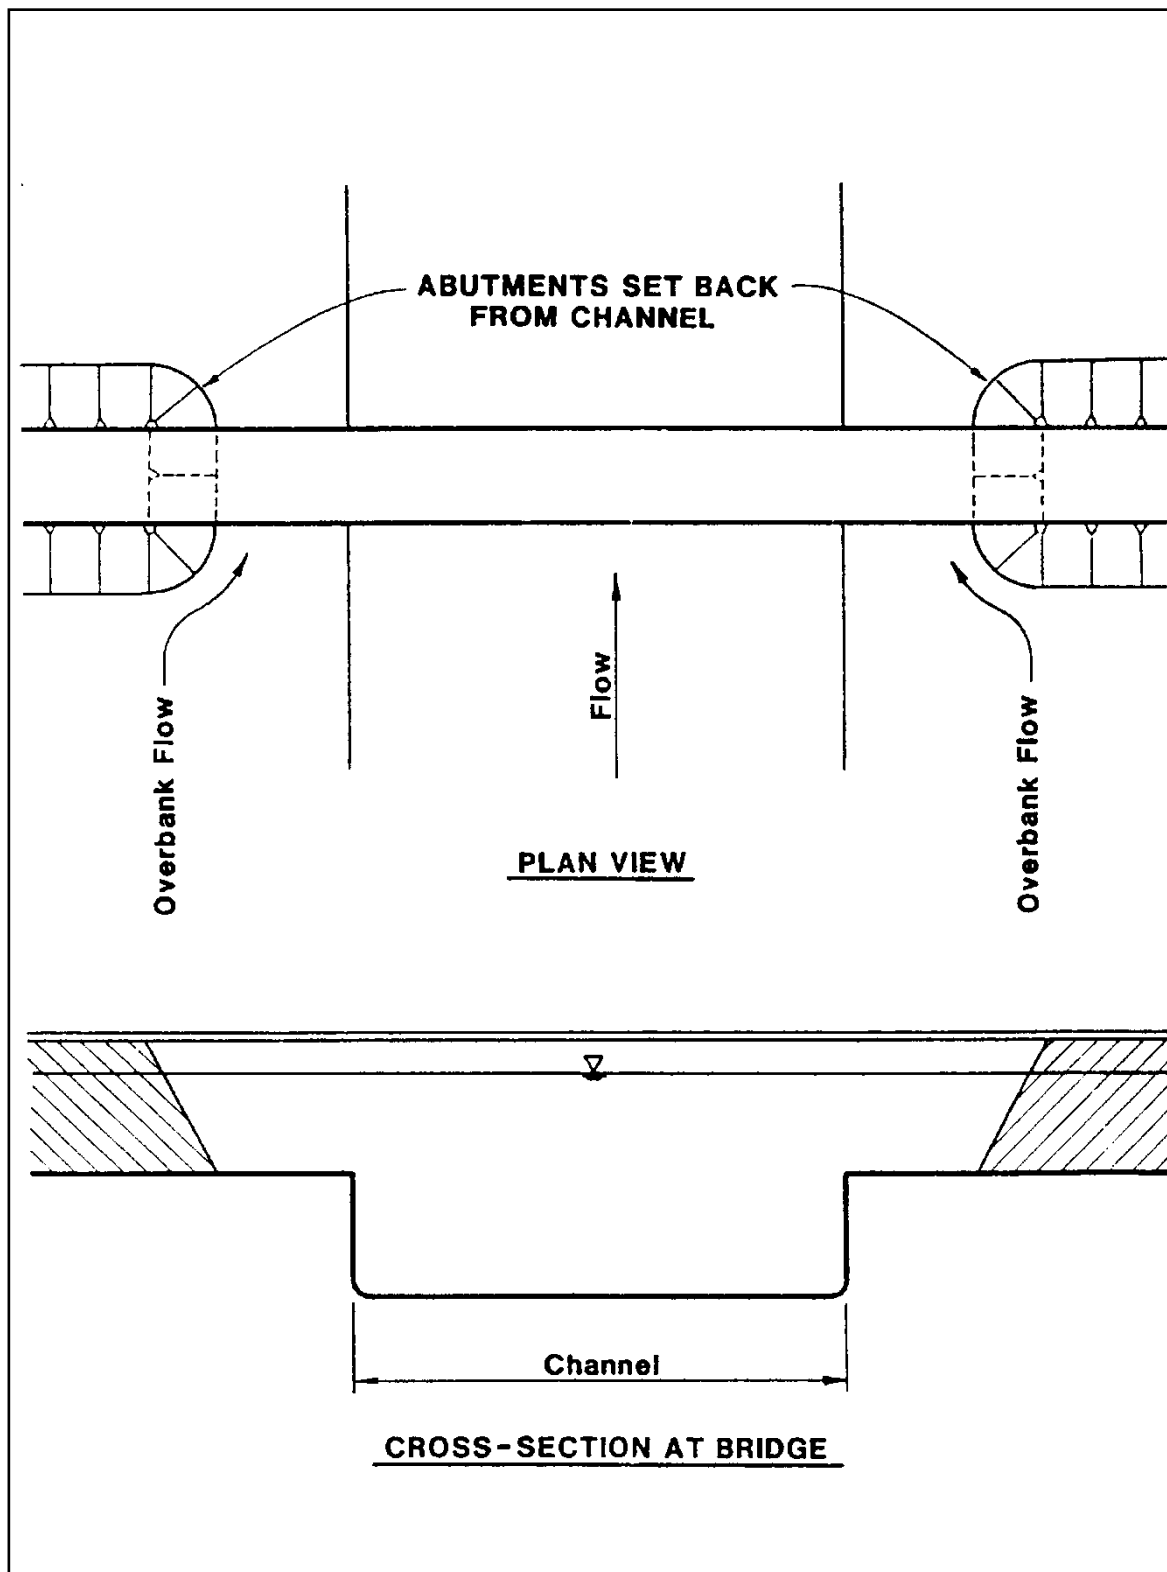 ABUTMENTS SET BACK
FROM CHANNEL
Flow
Overbank Flow
Overbank Flow
PLAN VIEW
Channel
CROSS-SECTION AT BRIDGE